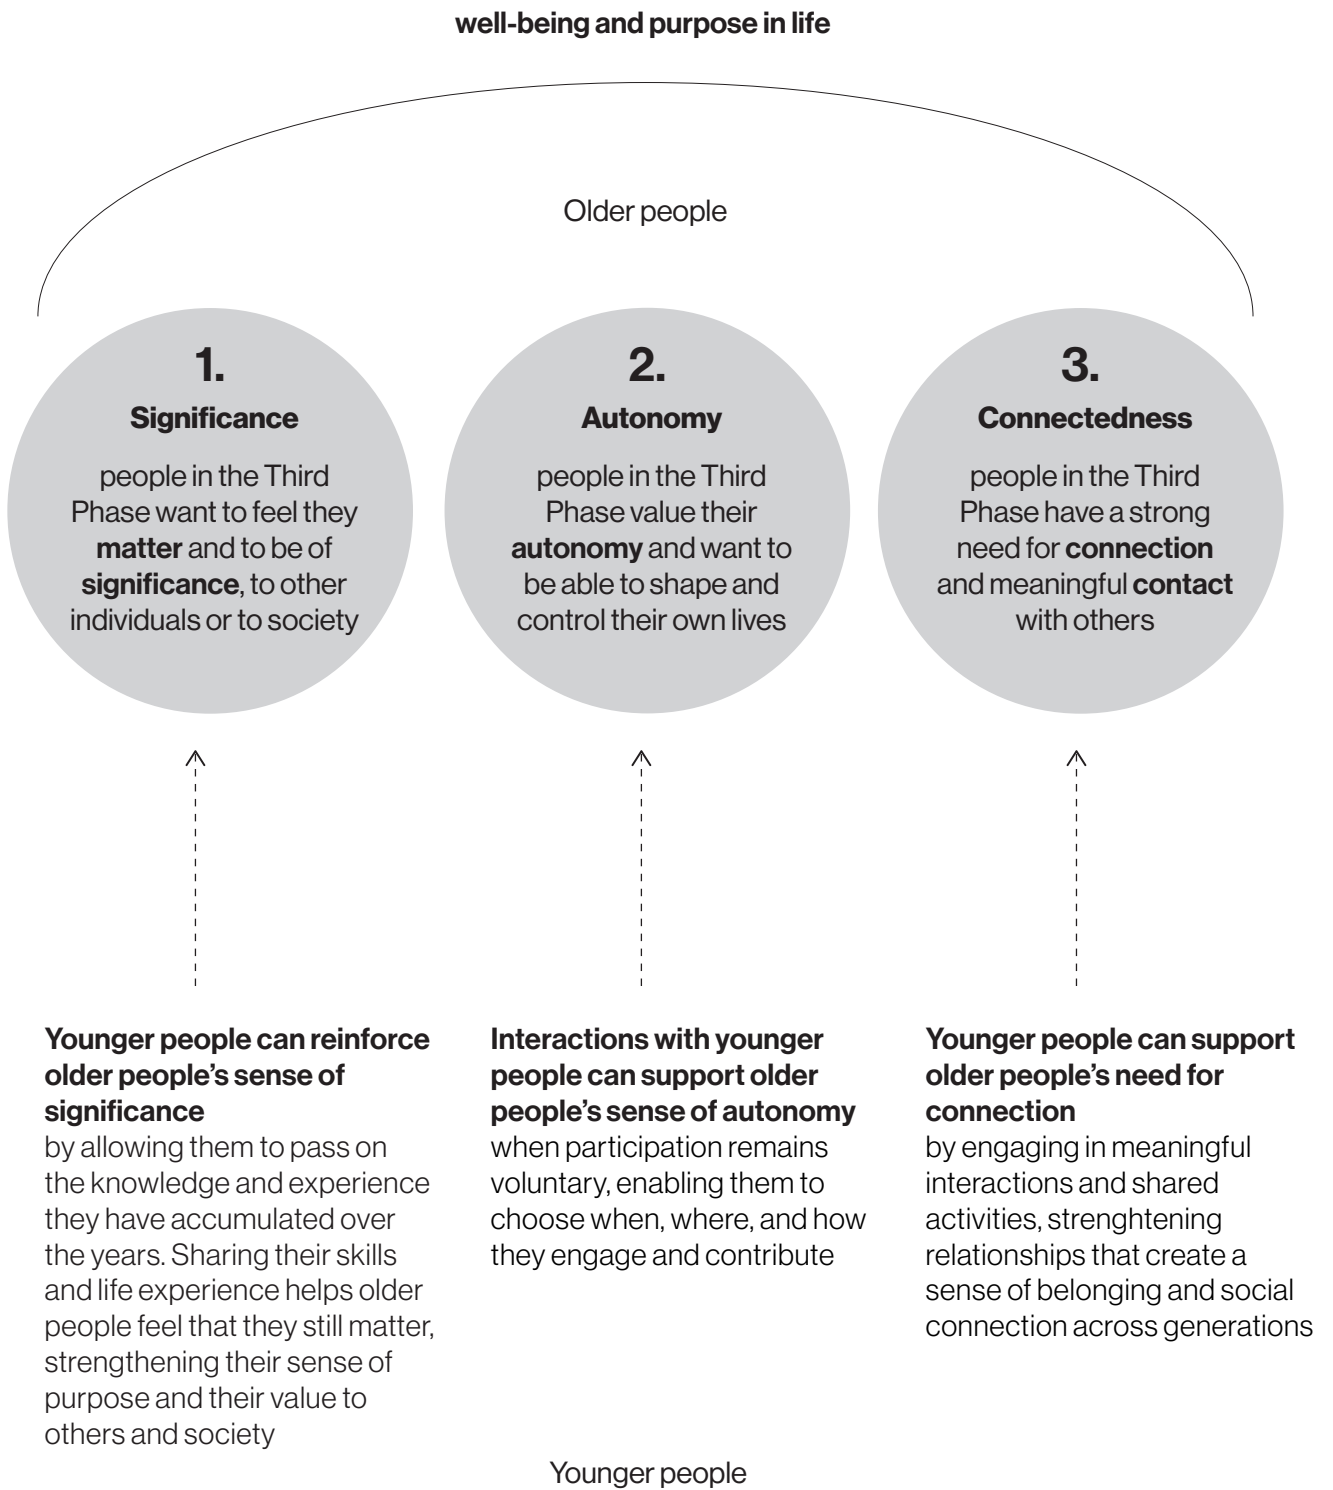 well-being and purpose in life
Older people
1.
Significance
people in the Third
Phase want to feel they
matter and to be of
significance, to other
individuals or to society
2.
Autonomy
people in the Third
Phase value their
autonomy and want to
be able to shape and
control their own lives
3.
Connectedness
people in the Third
Phase have a strong
need for connection
and meaningful contact
with others
Younger people can reinforce
older people’s sense of
significance
by allowing them to pass on
the knowledge and experience
they have accumulated over
the years. Sharing their skills
and life experience helps older
people feel that they still matter,
strengthening their sense of
purpose and their value to
others and society
Interactions with younger
people can support older
people’s sense of autonomy
when participation remains
voluntary, enabling them to
choose when, where, and how
they engage and contribute
Younger people can support
older people’s need for
connection
by engaging in meaningful
interactions and shared
activities, strenghtening
relationships that create a
sense of belonging and social
connection across generations
Younger people